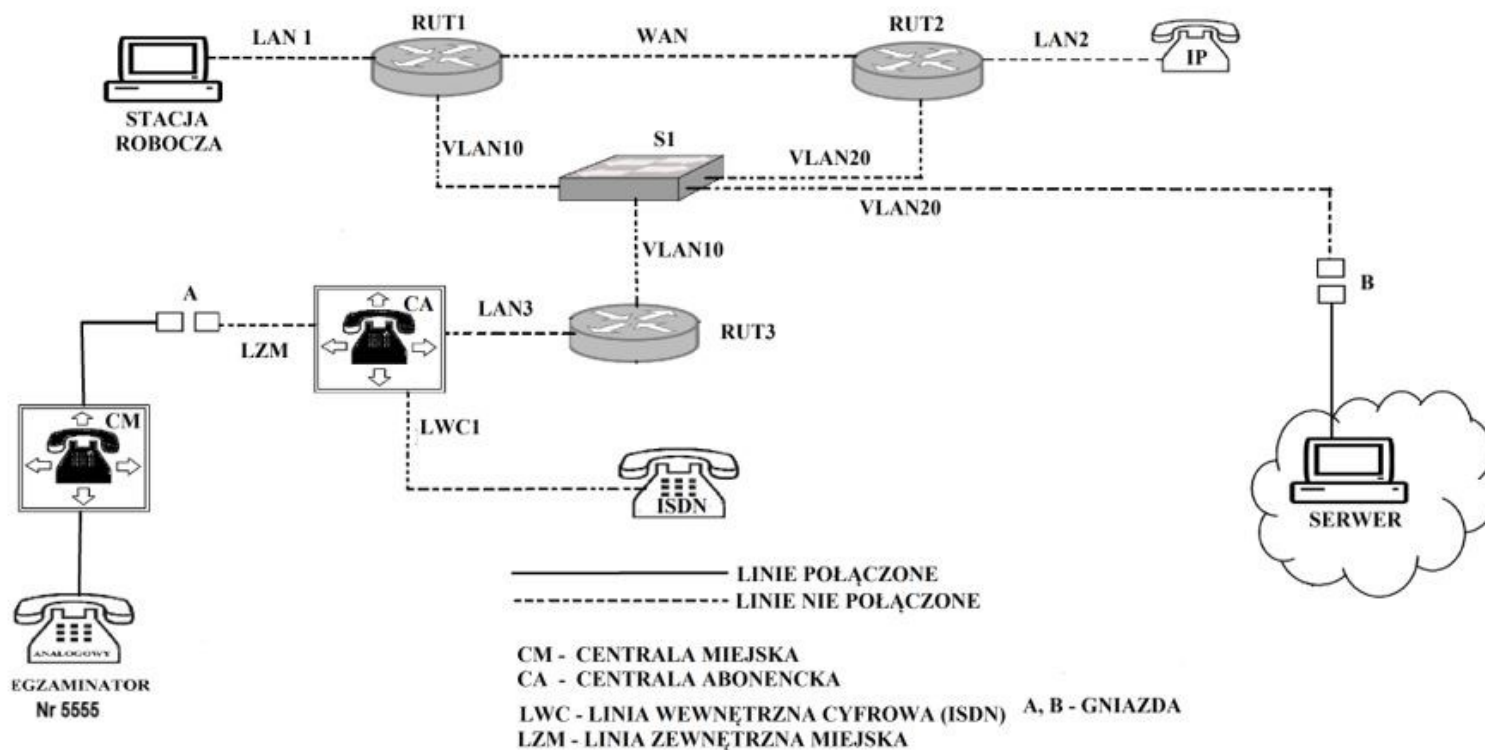 RUT1
RUT2
LAN 1
WAN
LAN2
IP
STACJA
ROBOCZA
VLAN10
S1
VLAN20
VLAN20
VLAN10
A
CA
LAN3
RUT3
B
LZM
CM
LWC1
ISDN
SERWER
LINIE POŁĄCZONE
LINIE NIE POŁĄCZONE
ANALOGOWY
EGZAMINATOR
Nr 5555
CM - CENTRALA MIEJSKA
CA - CENTRALA ABONENCKA
LWC - LINIA WEWNĘTRZNA CYFROWA (ISDN) A, B - GNIAZDA
LZM - LINIA ZEWNĘTRZNA MIEJSKA